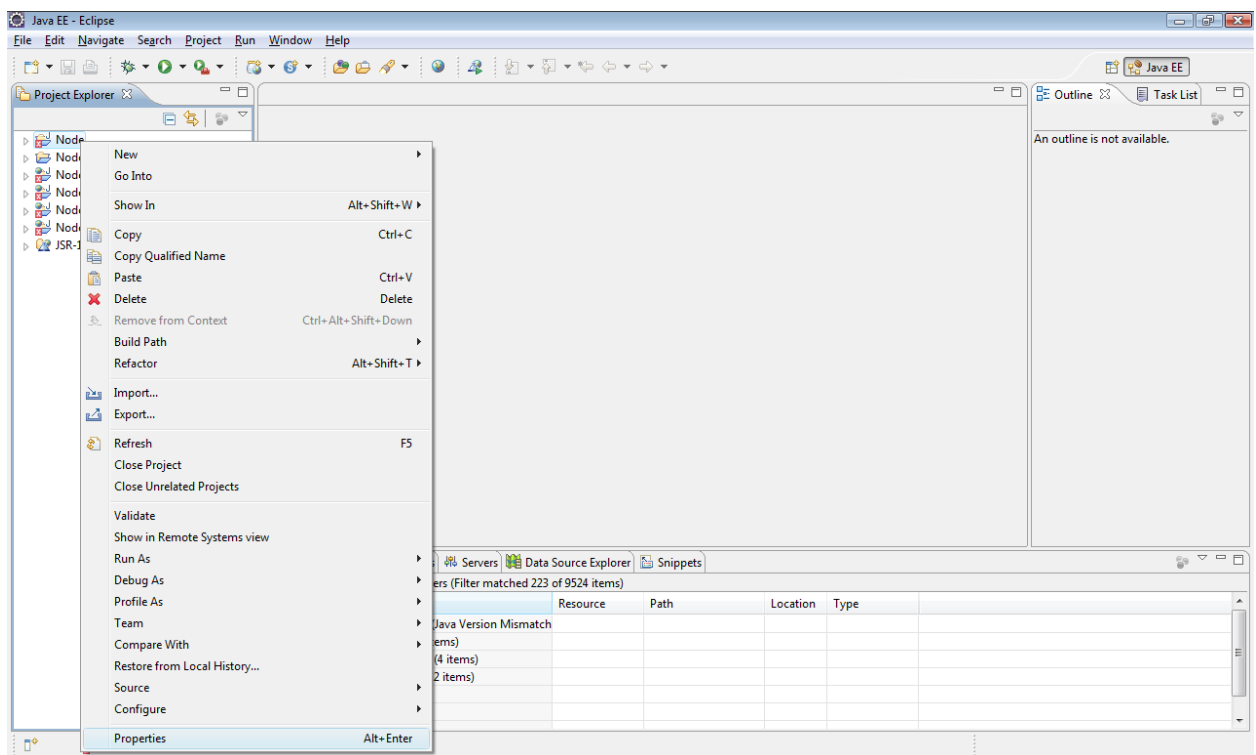 Java EE - Eclipse
File Edit Navigate Search Project Run Window Help
Java EE
Project Explorer
Outline Task List
An outline is not available.
Node
Node
Node
Node
Node
Node
JSR-1
New
Go Into
Show In Alt+Shift+W
Copy Ctrl+C
Copy Qualified Name
Paste Ctrl+V
Delete Delete
Remove from Context Ctrl+Alt+Shift+Down
Build Path
Refactor Alt+Shift+T
Import...
Export...
Refresh F5
Close Project
Close Unrelated Projects
Validate
Show in Remote Systems view
Run As
Debug As
Profile As
Team
Compare With
Restore from Local History...
Source
Configure
Properties Alt+Enter
Servers Data Source Explorer Snippets
ers (Filter matched 223 of 9524 items)
Resource Path Location Type
(Java Version Mismatch
ems)
(4 items)
2 items)